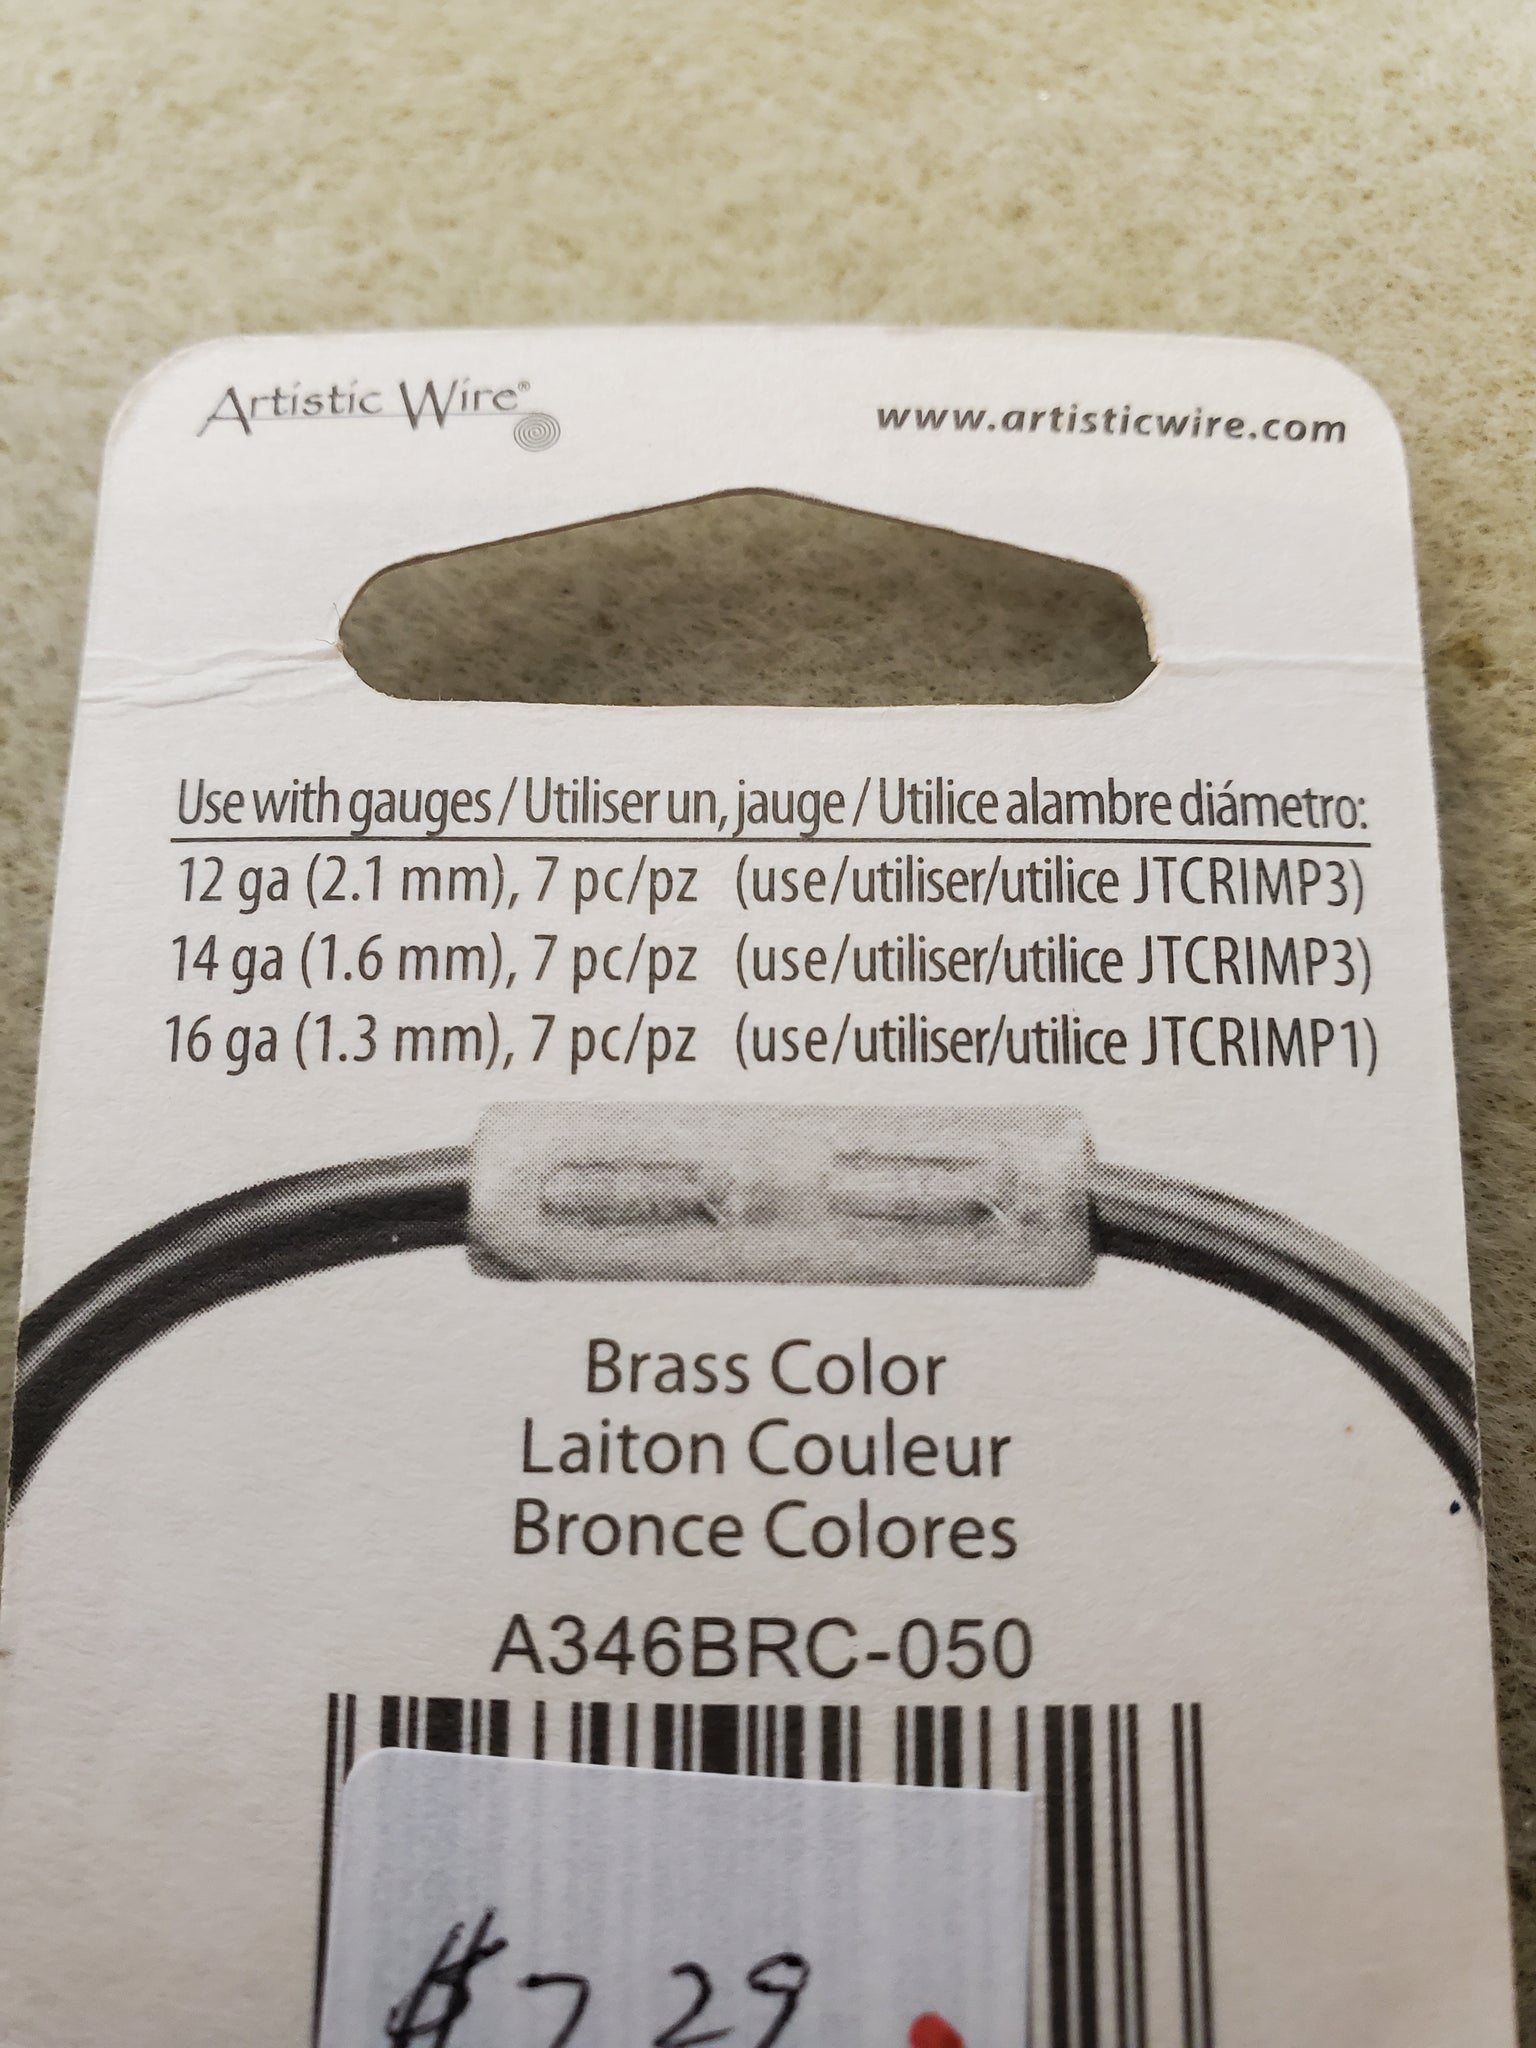 Artistic Wire®
www.artisticwire.com
Use with gauges / Utiliser un, jauge / Utilice alambre diámetro:
12 ga (2.1 mm), 7 pc/pz (use/utiliser/utilice JTCRIMP3)
14 ga (1.6 mm), 7 pc/pz (use/utiliser/utilice JTCRIMP3)
16 ga (1.3 mm), 7 pc/pz (use/utiliser/utilice JTCRIMP1)
Brass Color
Laiton Couleur
Bronce Colores
A346BRC-050
$7 29